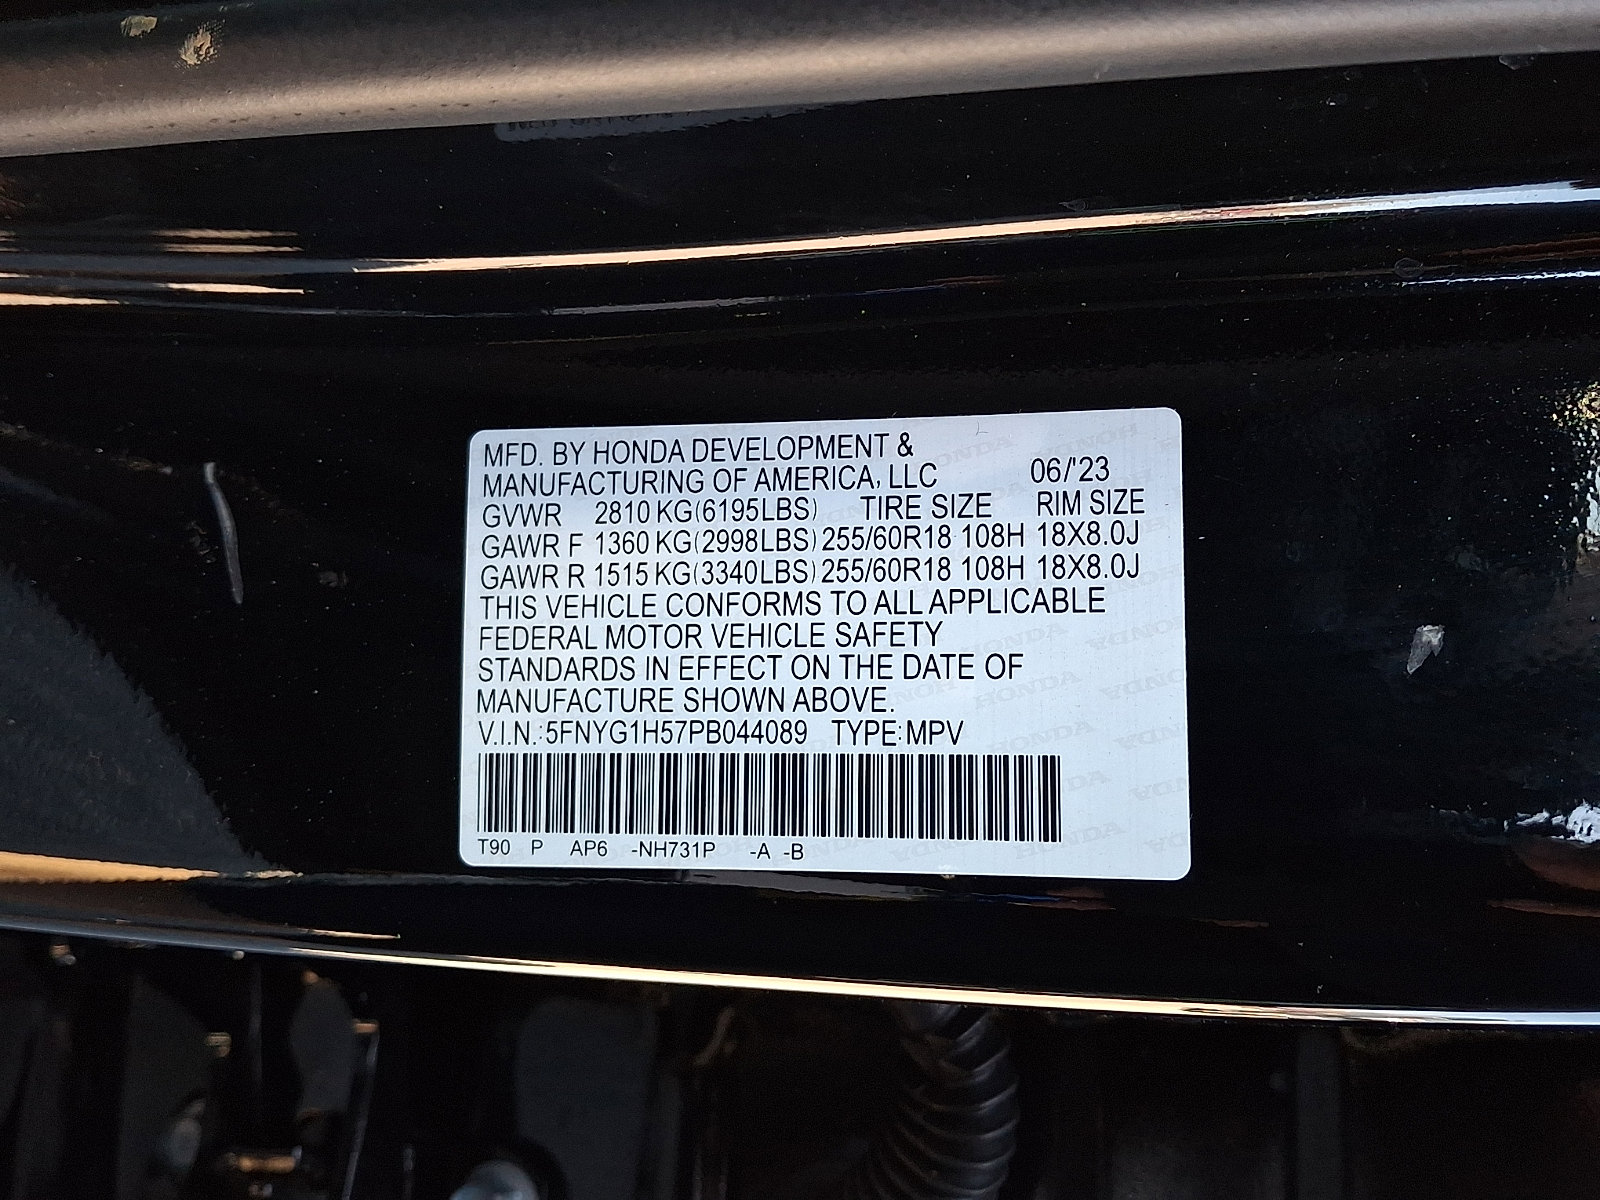 MFD. BY HONDA DEVELOPMENT &
MANUFACTURING OF AMERICA, LLC 06/'23
GVWR 2810 KG(6195LBS) TIRE SIZE RIM SIZE
GAWR F 1360 KG(2998LBS) 255/60R18 108H 18X8.0J
GAWR R 1515 KG(3340LBS) 255/60R18 108H 18X8.0J
THIS VEHICLE CONFORMS TO ALL APPLICABLE
FEDERAL MOTOR VEHICLE SAFETY
STANDARDS IN EFFECT ON THE DATE OF
MANUFACTURE SHOWN ABOVE.
V.I.N.:5FNYG1H57PB044089 TYPE:MPV
T90 P AP6 -NH731P -A -B